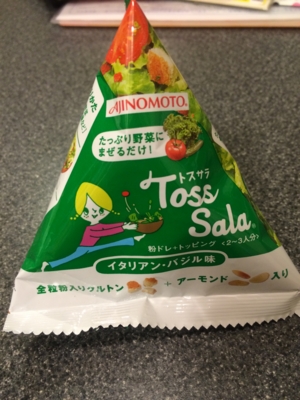 AJINOMOTO®
たっぷり野菜に
まぜるだけ!
トスサラ
Toss
Sala®
粉ドレ・トッピング〈2~3人分〉
イタリアン・バジル味
全粒粉入りクルトン + アーモンド 入り